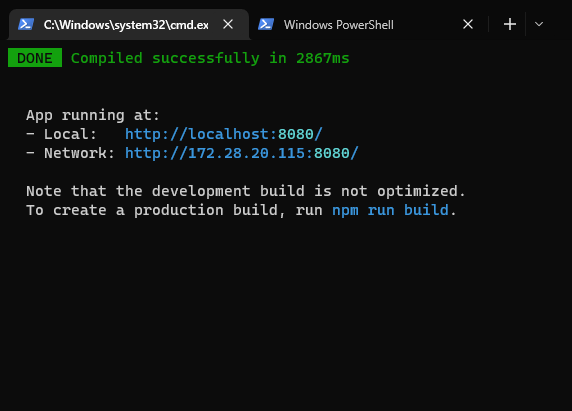 C:\Windows\system32\cmd.ex
Windows PowerShell
DONE Compiled successfully in 2867ms
App running at:
- Local: http://localhost:8080/
- Network: http://172.28.20.115:8080/
Note that the development build is not optimized.
To create a production build, run npm run build.